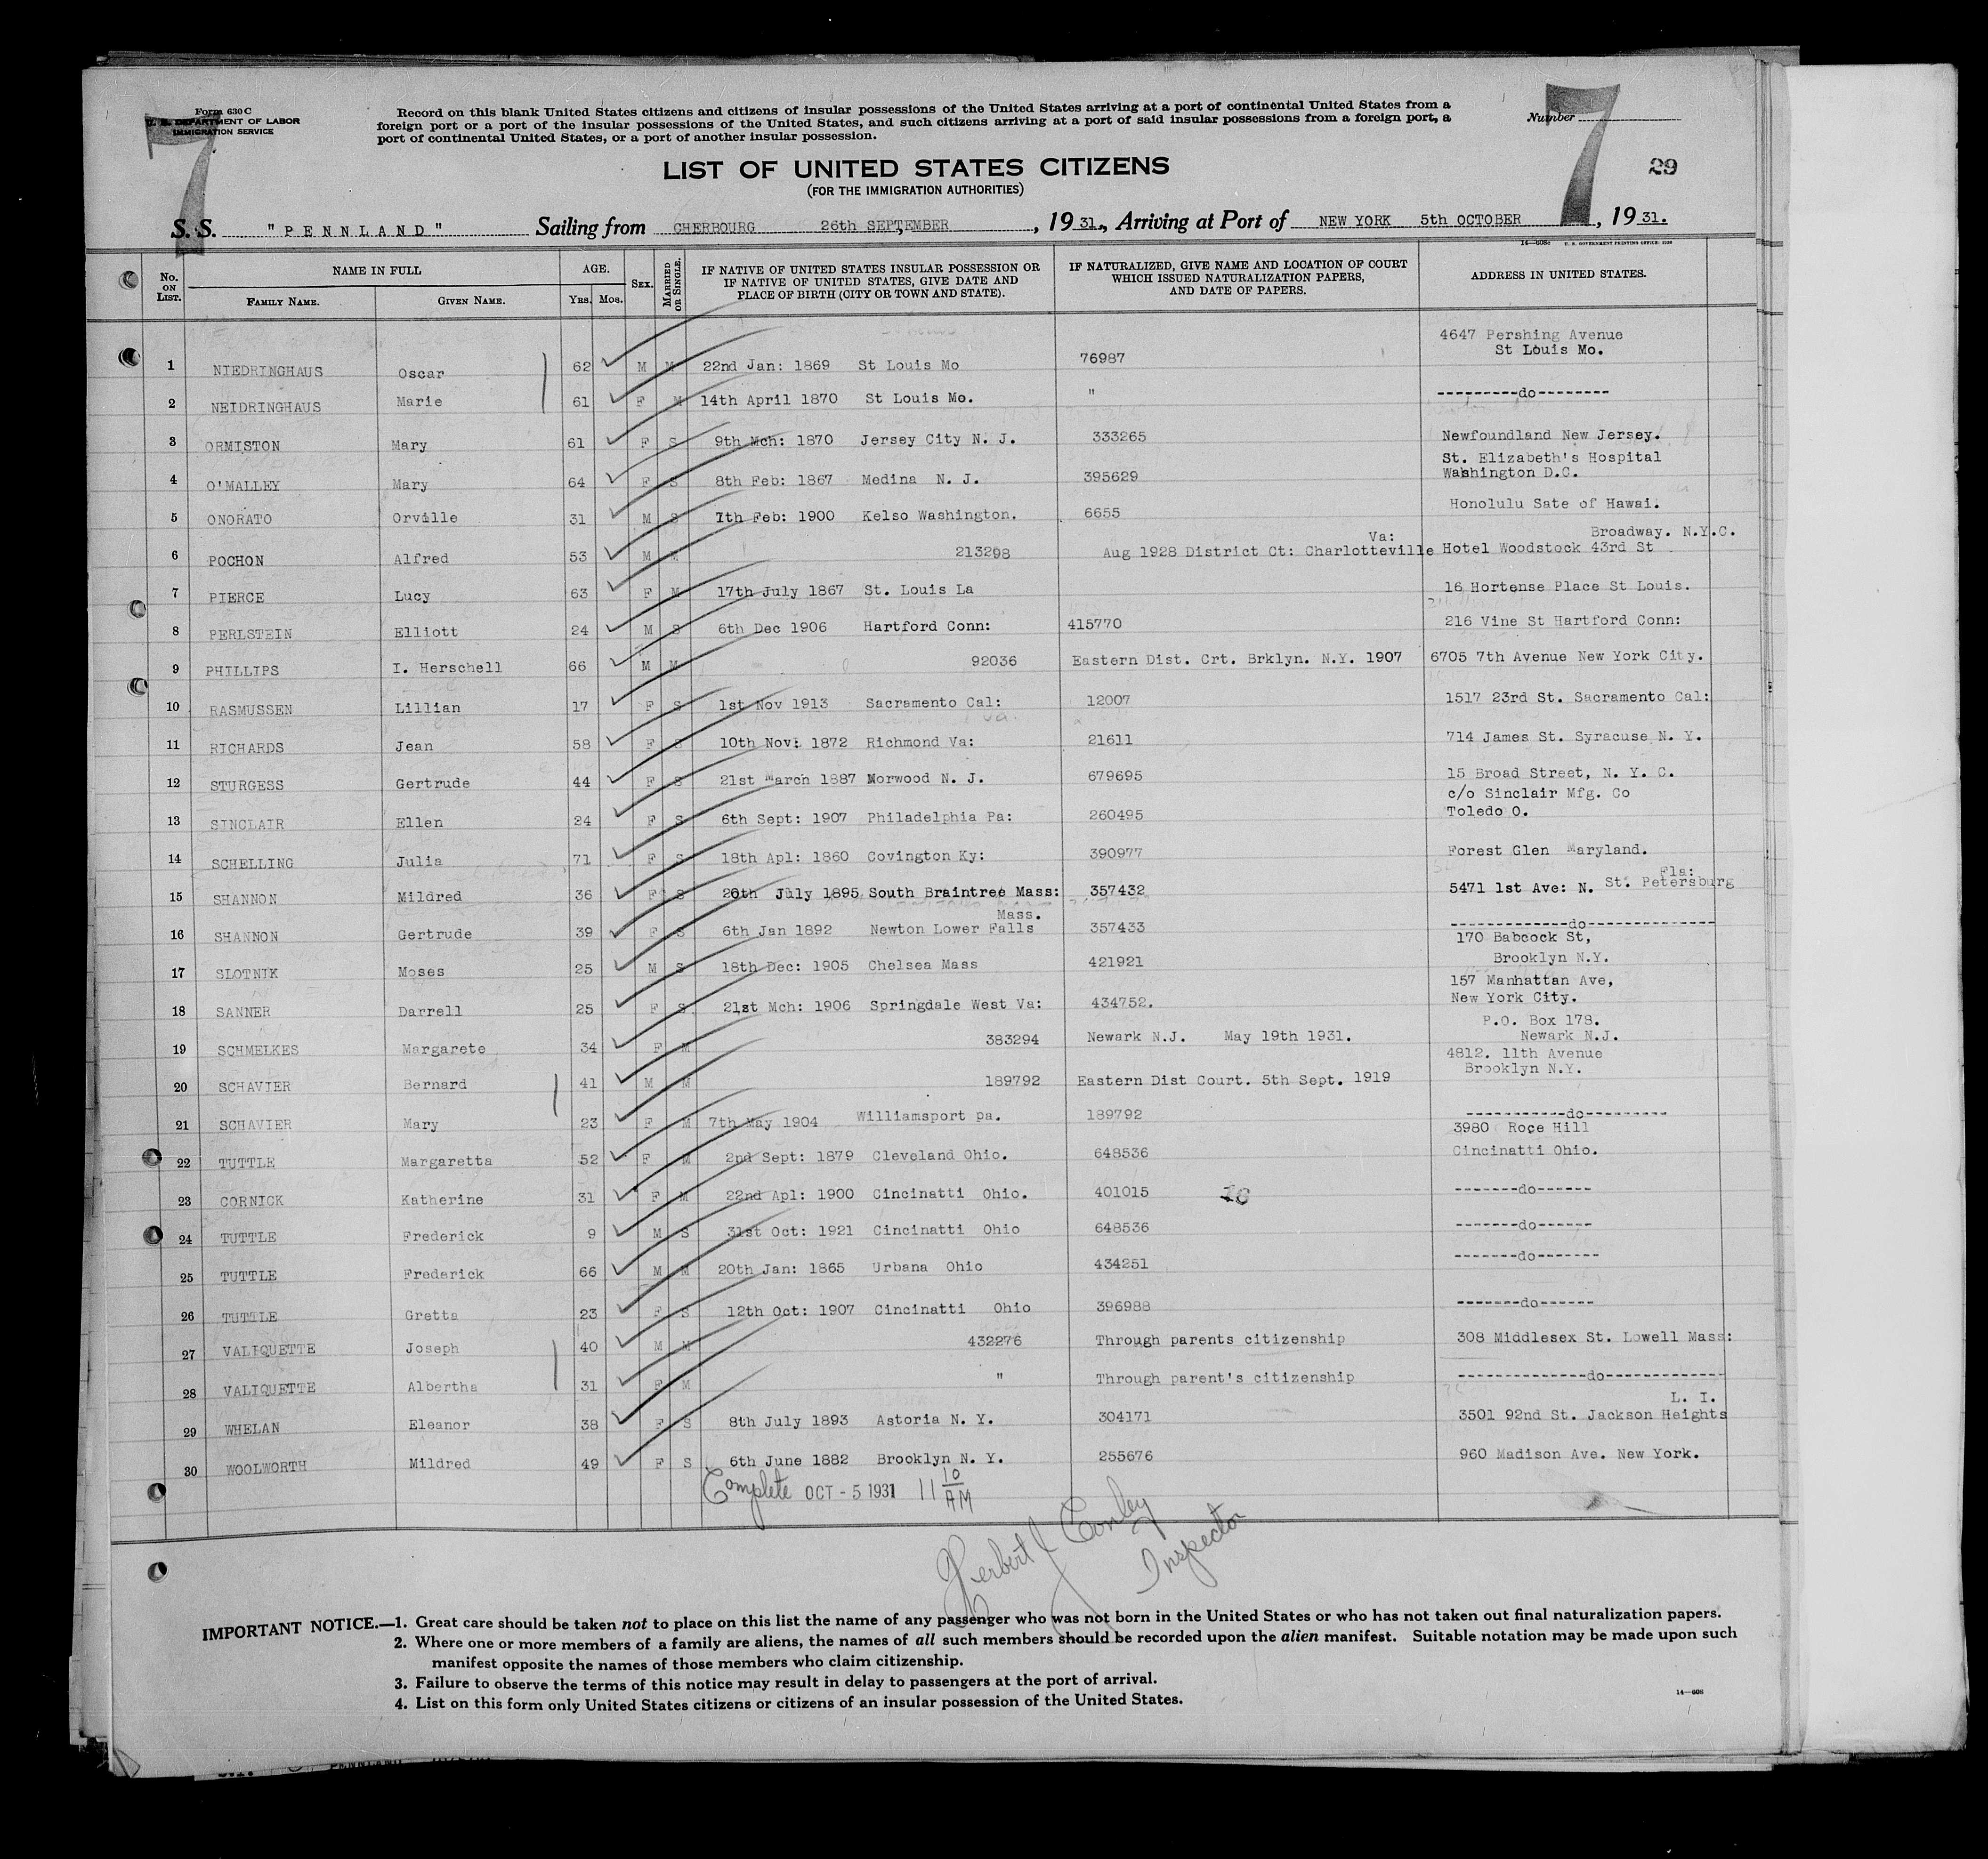 Form 630 C
U. S. DEPARTMENT OF LABOR
IMMIGRATION SERVICE
7
Record on this blank United States citizens and citizens of insular possessions of the United States arriving at a port of continental United States from a
foreign port or a port of the insular possessions of the United States, and such citizens arriving at a port of said insular possessions from a foreign port, a
port of continental United States, or a port of another insular possession.
Number
7
29
LIST OF UNITED STATES CITIZENS
(FOR THE IMMIGRATION AUTHORITIES)
S. S. "PENNLAND" Sailing from CHERBOURG 26th SEPTEMBER, 1931, Arriving at Port of NEW YORK 5th OCTOBER, 1931.
14—608c U. S. GOVERNMENT PRINTING OFFICE: 1930
No. ON LIST. NAME IN FULL AGE. SEX. MARRIED OR SINGLE. IF NATIVE OF UNITED STATES INSULAR POSSESSION OR IF NATIVE OF UNITED STATES, GIVE DATE AND PLACE OF BIRTH (CITY OR TOWN AND STATE). IF NATURALIZED, GIVE NAME AND LOCATION OF COURT WHICH ISSUED NATURALIZATION PAPERS, AND DATE OF PAPERS. ADDRESS IN UNITED STATES.
FAMILY NAME. GIVEN NAME. YRS. MOS.
4647 Pershing Avenue
1 NIEDRINGHAUS Oscar 62 M M 22nd Jan: 1869 St Louis Mo 76987 St Louis Mo.
2 NEIDRINGHAUS Marie 61 F M 14th April 1870 St Louis Mo. " ---------do--------
3 ORMISTON Mary 61 F S 9th Mch: 1870 Jersey City N. J. 333265 Newfoundland New Jersey.
St. Elizabeth's Hospital
4 O'MALLEY Mary 64 F S 8th Feb: 1867 Medina N. J. 395629 Washington D.C.
5 ONORATO Orville 31 M S 7th Feb: 1900 Kelso Washington. 6655 Honolulu Sate of Hawai.
Va: Broadway. N.Y.C.
6 POCHON Alfred 53 M M 213298 Aug 1928 District Ct: Charlotteville Hotel Woodstock 43rd St
7 PIERCE Lucy 63 F M 17th July 1867 St. Louis La 16 Hortense Place St Louis.
8 PERLSTEIN Elliott 24 M S 6th Dec 1906 Hartford Conn: 415770 216 Vine St Hartford Conn:
9 PHILLIPS I. Herschell 66 M M 92036 Eastern Dist. Crt. Brklyn. N.Y. 1907 6705 7th Avenue New York City.
10 RASMUSSEN Lillian 17 F S 1st Nov 1913 Sacramento Cal: 12007 1517 23rd St. Sacramento Cal:
11 RICHARDS Jean 58 F S 10th Nov: 1872 Richmond Va: 21611 714 James St. Syracuse N. Y.
12 STURGESS Gertrude 44 F S 21st March 1887 Norwood N. J. 679695 15 Broad Street, N. Y. C.
c/o Sinclair Mfg. Co
13 SINCLAIR Ellen 24 F S 6th Sept: 1907 Philadelphia Pa: 260495 Toledo O.
14 SCHELLING Julia 71 F S 18th Apl: 1860 Covington Ky: 390977 Forest Glen Maryland.
Fla:
15 SHANNON Mildred 36 F S 20th July 1895 South Braintree Mass: 357432 5471 1st Ave: N. St. Petersburg
Mass.
16 SHANNON Gertrude 39 F S 6th Jan 1892 Newton Lower Falls 357433 ------------do-------------
170 Babcock St,
17 SLOTNIK Moses 25 M S 18th Dec: 1905 Chelsea Mass 421921 Brooklyn N.Y.
157 Manhattan Ave,
18 SANNER Darrell 25 F S 21st Mch: 1906 Springdale West Va: 434752. New York City.
P.O. Box 178.
19 SCHMELKES Margarete 34 F M 383294 Newark N.J. May 19th 1931. Newark N.J.
4812. 11th Avenue
20 SCHAVIER Bernard 41 M M 189792 Eastern Dist Court. 5th Sept. 1919 Brooklyn N.Y.
21 SCHAVIER Mary 23 F M 7th May 1904 Williamsport pa. 189792 -----------do---------
3980 Roce Hill
22 TUTTLE Margaretta 52 F M 2nd Sept: 1879 Cleveland Ohio. 648536 Cincinatti Ohio.
23 CORNICK Katherine 31 F M 22nd Apl: 1900 Cincinatti Ohio. 401015 16 -------do------
24 TUTTLE Frederick 9 M S 31st Oct: 1921 Cincinatti Ohio 648536 -------do------
25 TUTTLE Frederick 66 M M 20th Jan: 1865 Urbana Ohio 434251 -------do-------
26 TUTTLE Gretta 23 F S 12th Oct: 1907 Cincinatti Ohio 396988 -------do------
27 VALIQUETTE Joseph 40 M M 432276 Through parents citizenship 308 Middlesex St. Lowell Mass:
28 VALIQUETTE Albertha 31 F M " Through parent's citizenship --------------do-------------
L. I.
29 WHELAN Eleanor 38 F S 8th July 1893 Astoria N. Y. 304171 3501 92nd St. Jackson Heights
30 WOOLWORTH Mildred 49 F S 6th June 1882 Brooklyn N. Y. 255676 960 Madison Ave. New York.
Complete OCT - 5 1931 11 10 AM
Herbert J Conley
Inspector
IMPORTANT NOTICE.—1. Great care should be taken not to place on this list the name of any passenger who was not born in the United States or who has not taken out final naturalization papers.
2. Where one or more members of a family are aliens, the names of all such members should be recorded upon the alien manifest. Suitable notation may be made upon such
manifest opposite the names of those members who claim citizenship.
3. Failure to observe the terms of this notice may result in delay to passengers at the port of arrival.
4. List on this form only United States citizens or citizens of an insular possession of the United States.
14—608